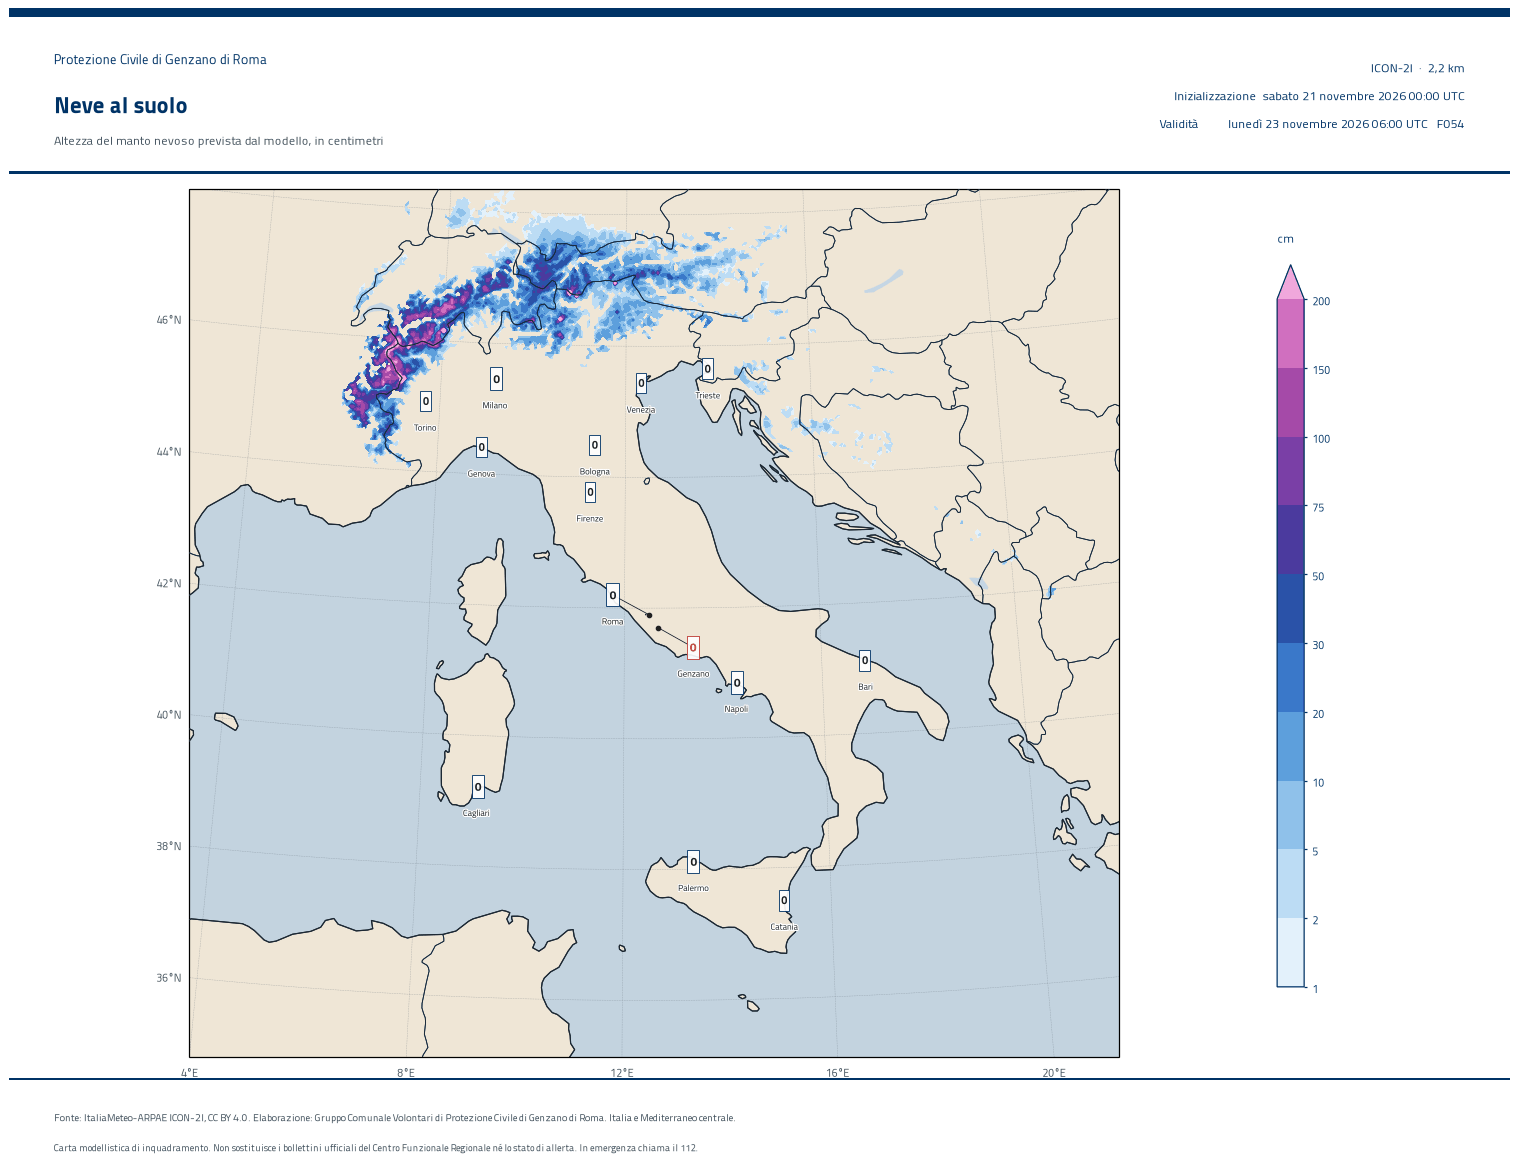 Protezione Civile di Genzano di Roma
Neve al suolo
Altezza del manto nevoso prevista dal modello, in centimetri
ICON-2I · 2,2 km
Inizializzazione sabato 21 novembre 2026 00:00 UTC
Validità lunedì 23 novembre 2026 06:00 UTC F054
cm
200
150
100
75
50
30
20
10
5
2
1
46°N
44°N
42°N
40°N
38°N
36°N
4°E
8°E
12°E
16°E
20°E
0
Torino
0
Milano
0
Venezia
0
Trieste
0
Genova
0
Bologna
0
Firenze
0
Roma
0
Genzano
0
Napoli
0
Bari
0
Cagliari
0
Palermo
0
Catania
Fonte: ItaliaMeteo-ARPAE ICON-2I, CC BY 4.0. Elaborazione: Gruppo Comunale Volontari di Protezione Civile di Genzano di Roma. Italia e Mediterraneo centrale.
Carta modellistica di inquadramento. Non sostituisce i bollettini ufficiali del Centro Funzionale Regionale né lo stato di allerta. In emergenza chiama il 112.